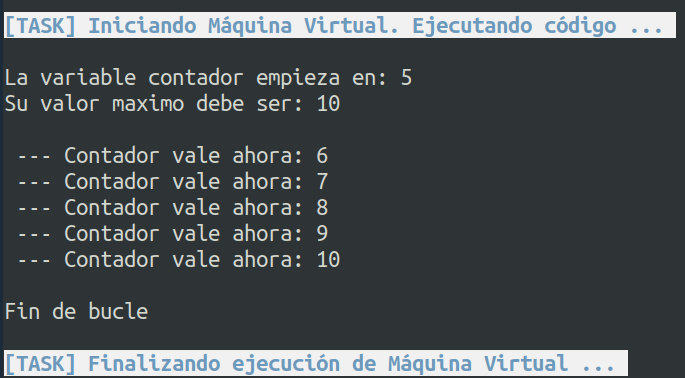 [TASK] Iniciando Máquina Virtual. Ejecutando código ...
La variable contador empieza en: 5
Su valor maximo debe ser: 10
--- Contador vale ahora: 6
--- Contador vale ahora: 7
--- Contador vale ahora: 8
--- Contador vale ahora: 9
--- Contador vale ahora: 10
Fin de bucle
[TASK] Finalizando ejecución de Máquina Virtual ...